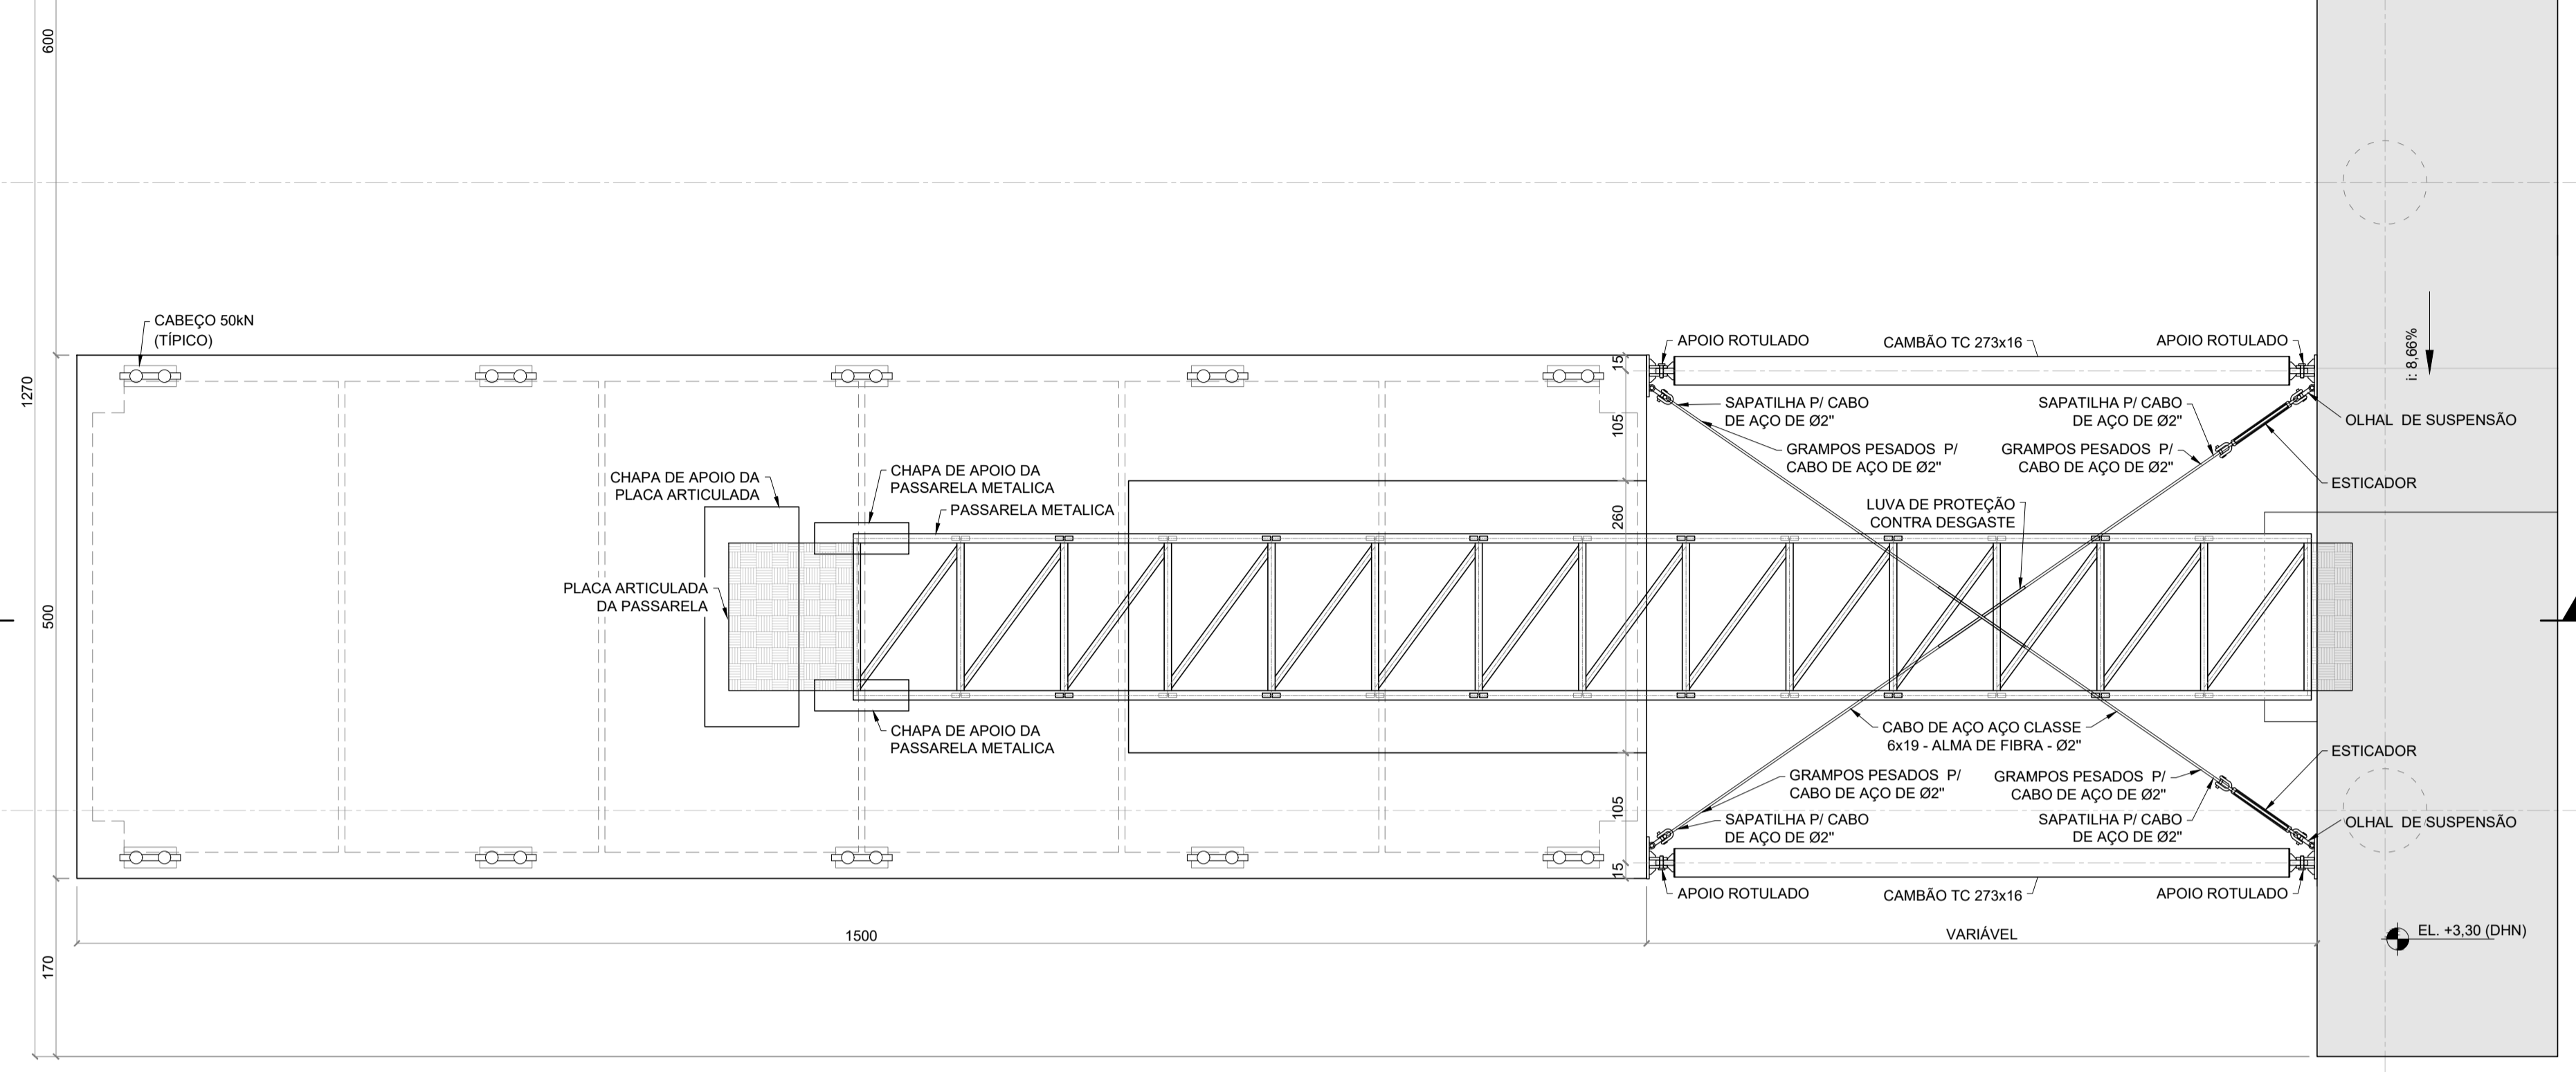 600
1270
500
170
CABEÇO 50kN
(TÍPICO)
CHAPA DE APOIO DA
PLACA ARTICULADA
CHAPA DE APOIO DA
PASSARELA METALICA
PASSARELA METALICA
PLACA ARTICULADA
DA PASSARELA
CHAPA DE APOIO DA
PASSARELA METALICA
15
105
260
105
15
APOIO ROTULADO
CAMBÃO TC 273x16
APOIO ROTULADO
SAPATILHA P/ CABO
DE AÇO DE Ø2"
SAPATILHA P/ CABO
DE AÇO DE Ø2"
OLHAL DE SUSPENSÃO
GRAMPOS PESADOS P/
CABO DE AÇO DE Ø2"
GRAMPOS PESADOS P/
CABO DE AÇO DE Ø2"
ESTICADOR
LUVA DE PROTEÇÃO
CONTRA DESGASTE
i: 8,66%
CABO DE AÇO AÇO CLASSE
6x19 - ALMA DE FIBRA - Ø2"
ESTICADOR
GRAMPOS PESADOS P/
CABO DE AÇO DE Ø2"
GRAMPOS PESADOS P/
CABO DE AÇO DE Ø2"
SAPATILHA P/ CABO
DE AÇO DE Ø2"
SAPATILHA P/ CABO
DE AÇO DE Ø2"
OLHAL DE SUSPENSÃO
APOIO ROTULADO
CAMBÃO TC 273x16
APOIO ROTULADO
1500
VARIÁVEL
EL. +3,30 (DHN)